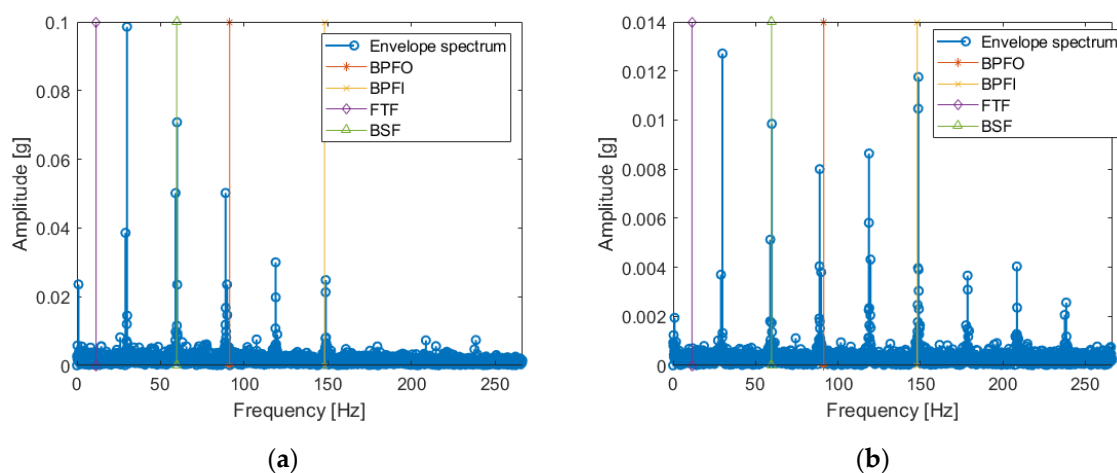 0.1
0.08
0.06
0.04
0.02
0
Amplitude [g]
0 50 100 150 200 250
Frequency [Hz]
Envelope spectrum
BPFO
BPFI
FTF
BSF
(a)
0.014
0.012
0.01
0.008
0.006
0.004
0.002
0
Amplitude [g]
0 50 100 150 200 250
Frequency [Hz]
Envelope spectrum
BPFO
BPFI
FTF
BSF
(b)